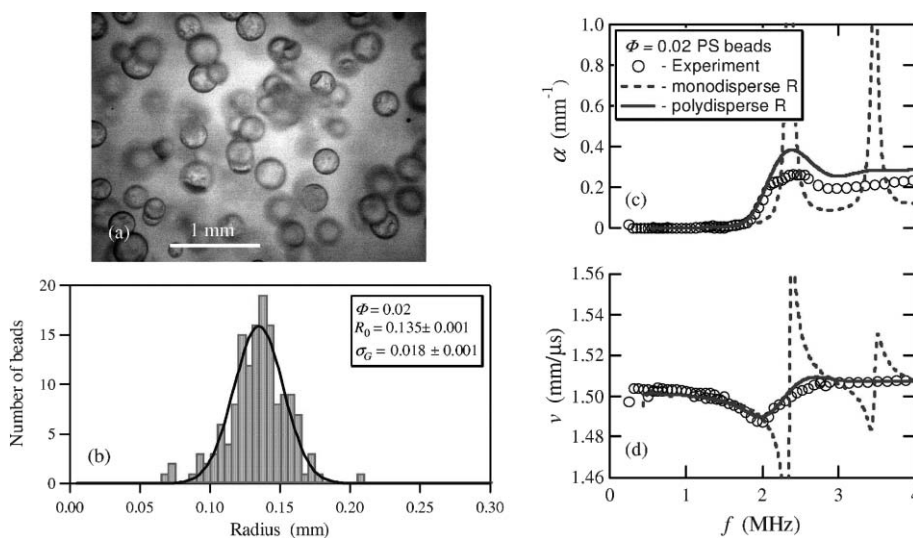 (a)
1 mm
20
15
10
5
0
Number of beads
Φ = 0.02
R₀ = 0.135± 0.001
σ_G = 0.018 ± 0.001
(b)
0.00 0.05 0.10 0.15 0.20 0.25 0.30
Radius (mm)
1.0
0.8
0.6
0.4
0.2
0
α (mm⁻¹)
Φ = 0.02 PS beads
- Experiment
- monodisperse R
- polydisperse R
(c)
1.56
1.54
1.52
1.50
1.48
1.46
v (mm/μs)
(d)
0 1 2 3 4
f (MHz)